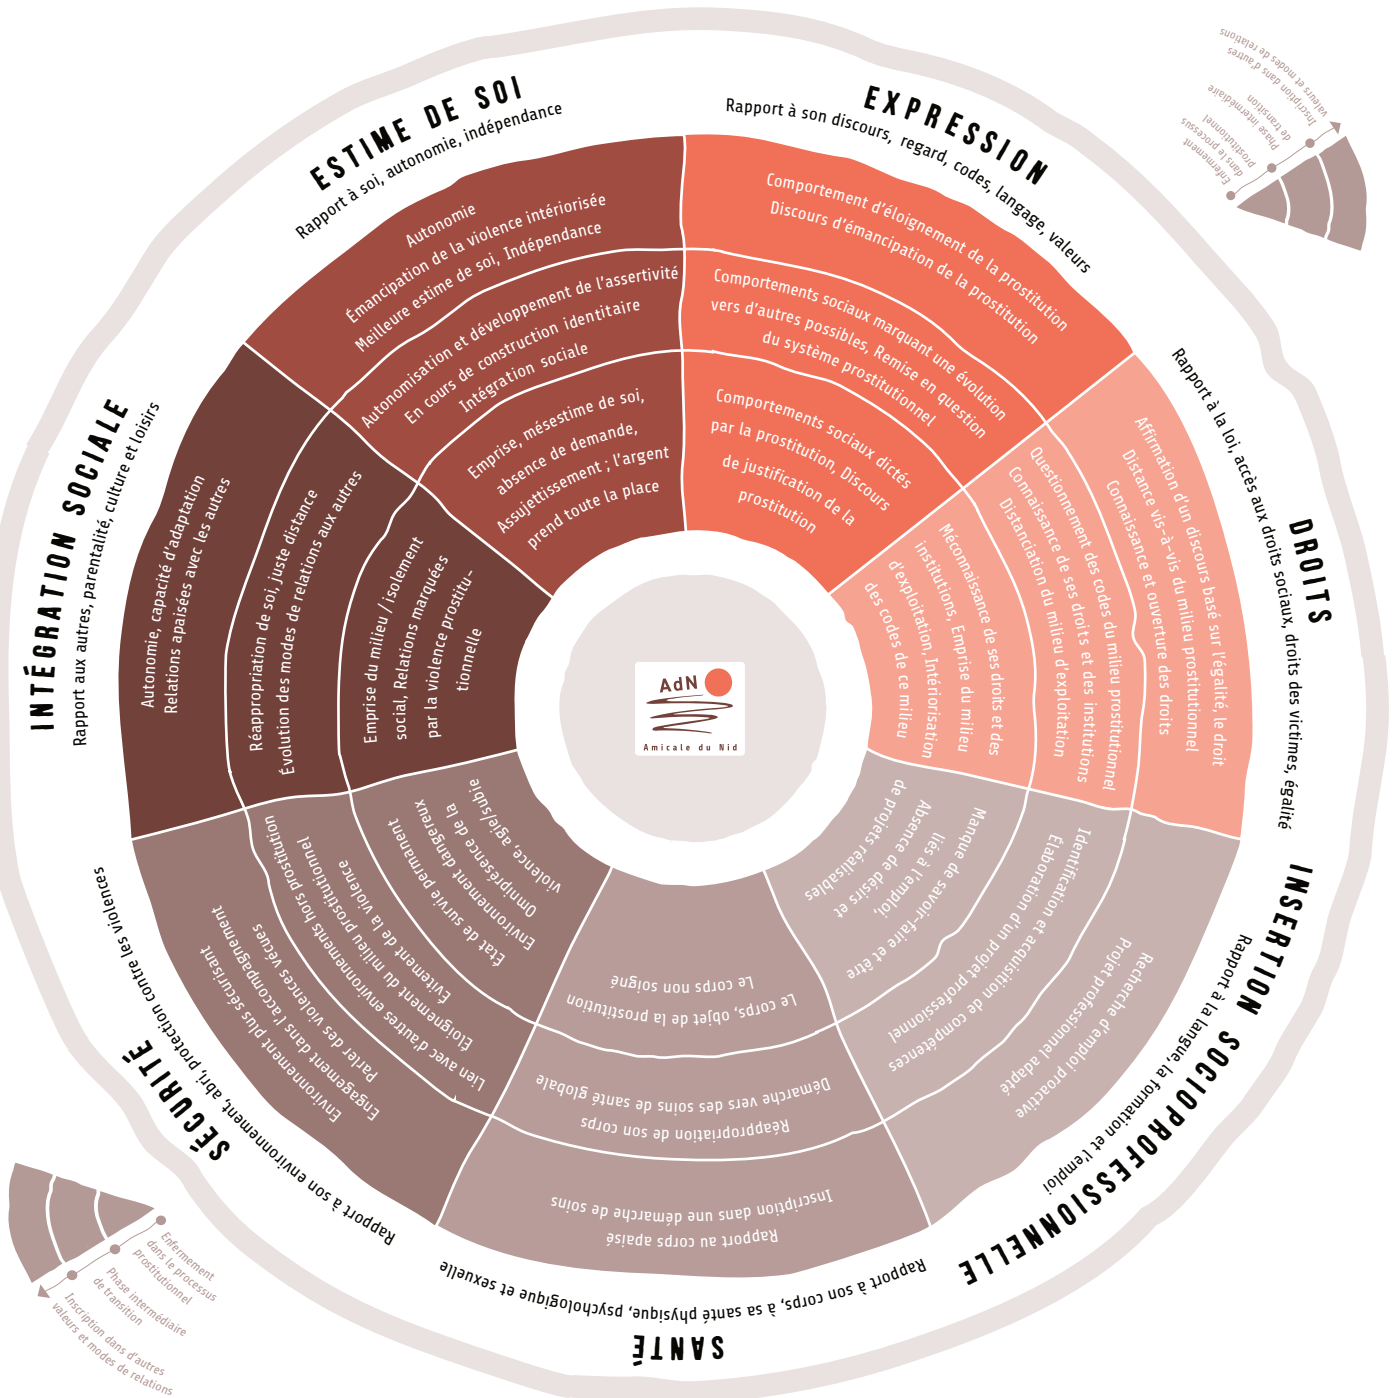 ESTIME DE SOI
Rapport à soi, autonomie, indépendance
Autonomie
Émancipation de la violence intériorisée
Meilleure estime de soi, Indépendance
Autonomisation et développement de l'assertivité
En cours de construction identitaire
Intégration sociale
Emprise, mésestime de soi,
absence de demande,
Assujettissement ; l'argent
prend toute la place
EXPRESSION
Rapport à son discours, regard, codes, langage, valeurs
Comportement d'éloignement de la prostitution
Discours d'émancipation de la prostitution
Comportements sociaux marquant une évolution
vers d'autres possibles, Remise en question
du système prostitutionnel
Comportements sociaux dictés
par la prostitution, Discours
de justification de la
prostitution
DROITS
Rapport à la loi, accès aux droits sociaux, droits des victimes, égalité
Affirmation d'un discours basé sur l'égalité, le droit
Distance vis-à-vis du milieu prostitutionnel
Connaissance et ouverture des droits
Questionnement des codes du milieu prostitutionnel
Connaissance de ses droits et des institutions
Distanciation du milieu d'exploitation
Méconnaissance de ses droits et des
institutions, Emprise du milieu
d'exploitation, Intériorisation
des codes de ce milieu
INSERTION SOCIOPROFESSIONNELLE
Rapport à la langue, la formation et l'emploi
Recherche d'emploi proactive
Projet professionnel adapté
Identification et acquisition de compétences
Élaboration d'un projet professionnel
Manque de savoir-faire et être
liés à l'emploi,
Absence de désirs et
de projets réalisables
SANTÉ
Rapport à son corps, à sa santé physique, psychologique et sexuelle
Rapport au corps apaisé
Inscription dans une démarche de soins
Réappropriation de son corps
Démarche vers des soins de santé globale
Le corps, objet de la prostitution
Le corps non soigné
SÉCURITÉ
Rapport à son environnement, abri, protection contre les violences
Environnement plus sécurisant
Engagement dans l'accompagnement
Parler des violences vécues
Lien avec d'autres environnements hors prostitution
Éloignement du milieu prostitutionnel
Évitement de la violence
État de survie permanent
Environnement dangereux
Omniprésence de la
violence, agie/subie
INTÉGRATION SOCIALE
Rapport aux autres, parentalité, culture et loisirs
Autonomie, capacité d'adaptation
Relations apaisées avec les autres
Réappropriation de soi, juste distance
Évolution des modes de relations aux autres
Emprise du milieu / isolement
social, Relations marquées
par la violence prostitu-
tionnelle
AdN
Amicale du Nid
Enfermement
dans le processus
prostitutionnel
Phase intermédiaire
de transition
Inscription dans d'autres
valeurs et modes de relations
Enfermement
dans le processus
prostitutionnel
Phase intermédiaire
de transition
Inscription dans d'autres
valeurs et modes de relations